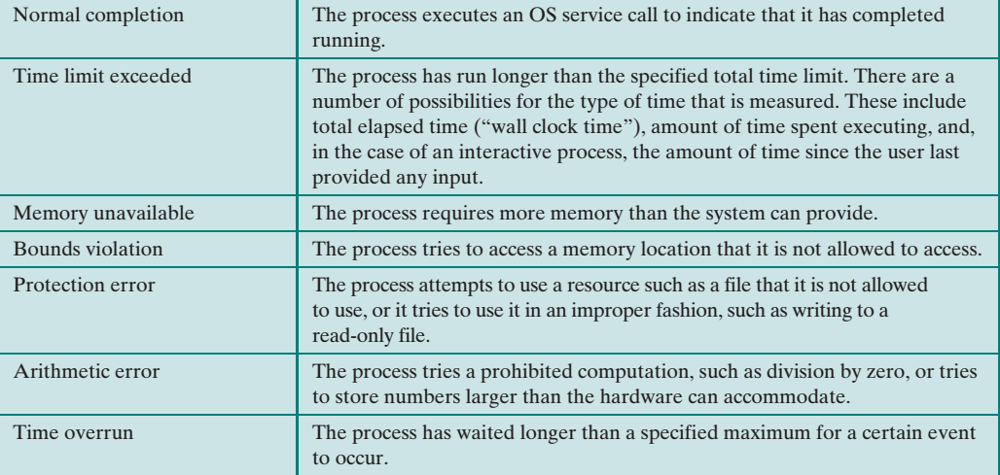 Normal completion
The process executes an OS service call to indicate that it has completed
running.
Time limit exceeded
The process has run longer than the specified total time limit. There are a
number of possibilities for the type of time that is measured. These include
total elapsed time (“wall clock time”), amount of time spent executing, and,
in the case of an interactive process, the amount of time since the user last
provided any input.
Memory unavailable
The process requires more memory than the system can provide.
Bounds violation
The process tries to access a memory location that it is not allowed to access.
Protection error
The process attempts to use a resource such as a file that it is not allowed
to use, or it tries to use it in an improper fashion, such as writing to a
read-only file.
Arithmetic error
The process tries a prohibited computation, such as division by zero, or tries
to store numbers larger than the hardware can accommodate.
Time overrun
The process has waited longer than a specified maximum for a certain event
to occur.